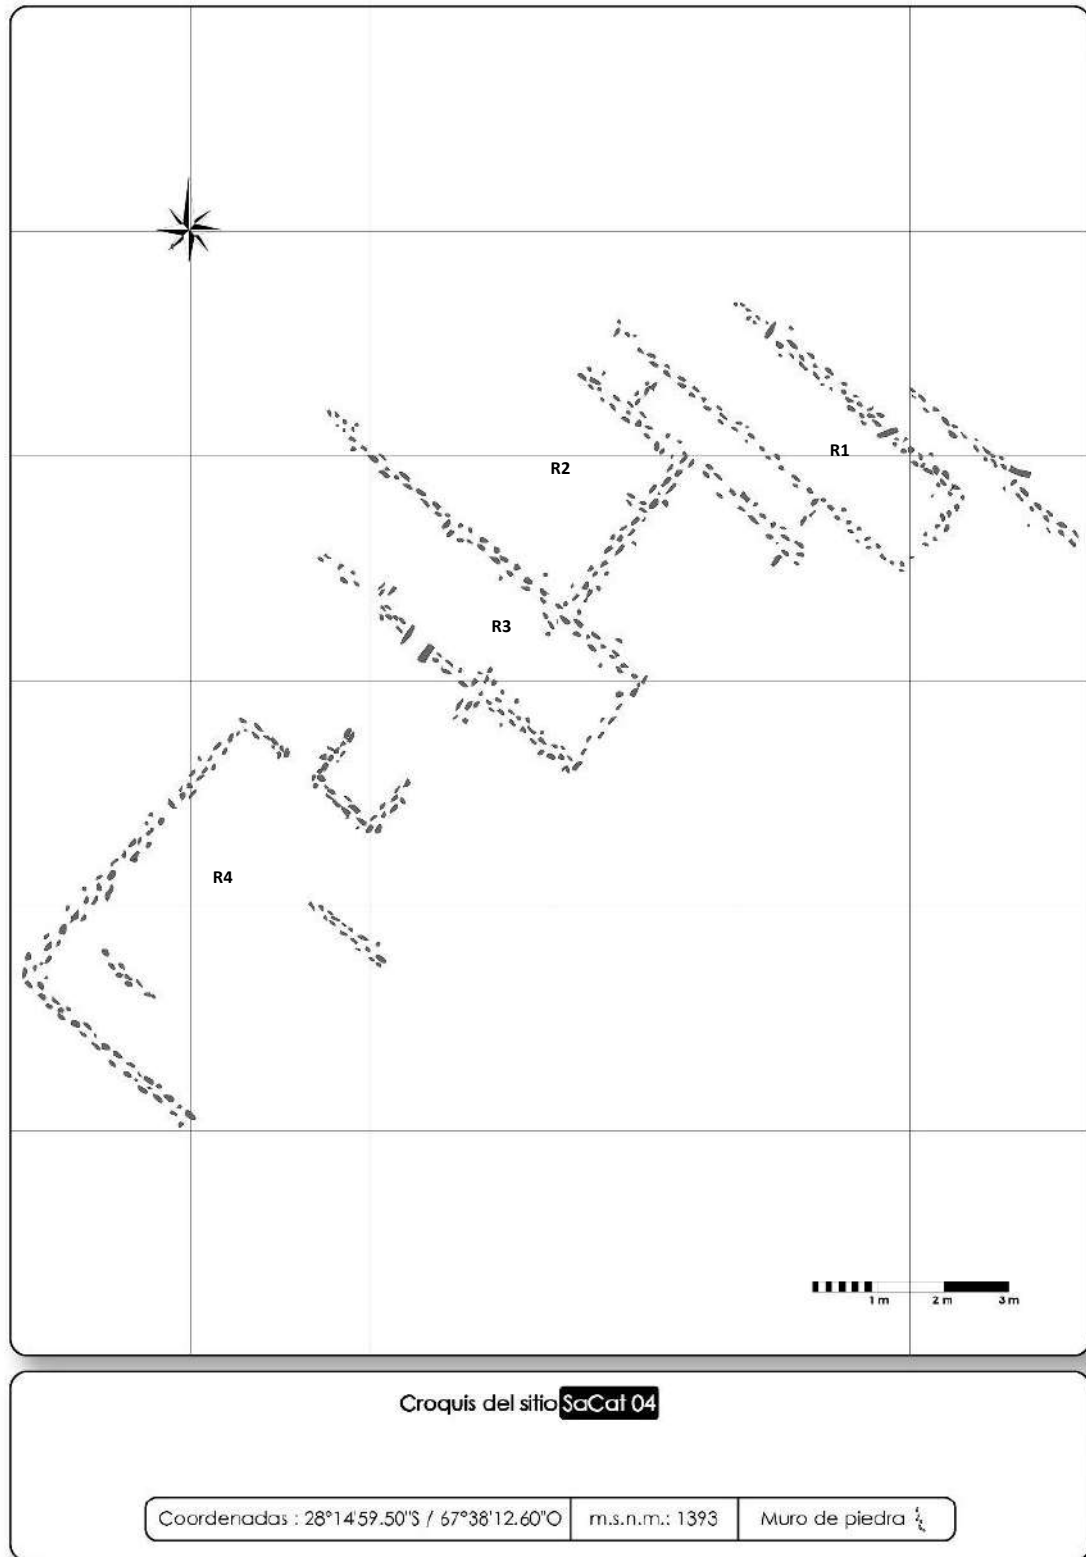 R1
R2
R3
R4
1 m 2 m 3 m
Croquis del sitio SaCat 04
Coordenadas : 28°14'59.50"S / 67°38'12.60"O
m.s.n.m.: 1393
Muro de piedra